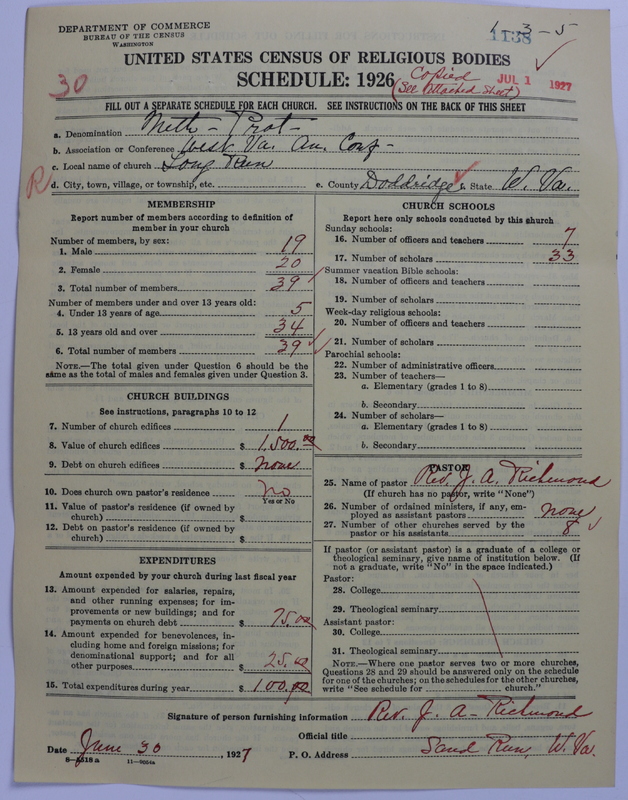 DEPARTMENT OF COMMERCE
BUREAU OF THE CENSUS
WASHINGTON
1-3-5
1138
UNITED STATES CENSUS OF RELIGIOUS BODIES
30
SCHEDULE: 1926
Copied
(See Attached Sheet)
JUL 1 1927
FILL OUT A SEPARATE SCHEDULE FOR EACH CHURCH. SEE INSTRUCTIONS ON THE BACK OF THIS SHEET
a. Denomination Meth - Prot -
b. Association or Conference West Va. An. Conf -
c. Local name of church Long Run
R
d. City, town, village, or township, etc. e. County Doddridge f. State W. Va.
MEMBERSHIP
Report number of members according to definition of
member in your church
Number of members, by sex:
1. Male 19
2. Female 20
3. Total number of members 39
Number of members under and over 13 years old:
4. Under 13 years of age 5
5. 13 years old and over 34
6. Total number of members 39
NOTE.—The total given under Question 6 should be the
same as the total of males and females given under Question 3.
CHURCH BUILDINGS
See instructions, paragraphs 10 to 12
7. Number of church edifices 1
8. Value of church edifices $ 1,500.00
9. Debt on church edifices $ none
10. Does church own pastor's residence No
Yes or No
11. Value of pastor's residence (if owned by
church) $
12. Debt on pastor's residence (if owned by
church) $
EXPENDITURES
Amount expended by your church during last fiscal year
13. Amount expended for salaries, repairs,
and other running expenses; for im-
provements or new buildings; and for
payments on church debt $ 75.00
14. Amount expended for benevolences, in-
cluding home and foreign missions; for
denominational support; and for all
other purposes $ 25.00
15. Total expenditures during year $ 100.00
CHURCH SCHOOLS
Report here only schools conducted by this church
Sunday schools:
16. Number of officers and teachers 7
17. Number of scholars 33
Summer vacation Bible schools:
18. Number of officers and teachers
19. Number of scholars
Week-day religious schools:
20. Number of officers and teachers
21. Number of scholars
Parochial schools:
22. Number of administrative officers
23. Number of teachers—
a. Elementary (grades 1 to 8)
b. Secondary
24. Number of scholars—
a. Elementary (grades 1 to 8)
b. Secondary
PASTOR
25. Name of pastor Rev. J. A. Richmond
(If church has no pastor, write "None")
26. Number of ordained ministers, if any, em-
ployed as assistant pastors none
27. Number of other churches served by the
pastor or his assistants 8
If pastor (or assistant pastor) is a graduate of a college or
theological seminary, give name of institution below. (If
not a graduate, write "No" in the space indicated.)
Pastor:
28. College
29. Theological seminary
Assistant pastor:
30. College
31. Theological seminary
NOTE.—Where one pastor serves two or more churches,
Questions 28 and 29 should be answered only on the schedule
for one of the churches; on the schedules for the other churches,
write "See schedule for church."
Signature of person furnishing information Rev. J. A - Richmond
Official title
Date June 30, 1927 P. O. Address Sand Run, W. Va.